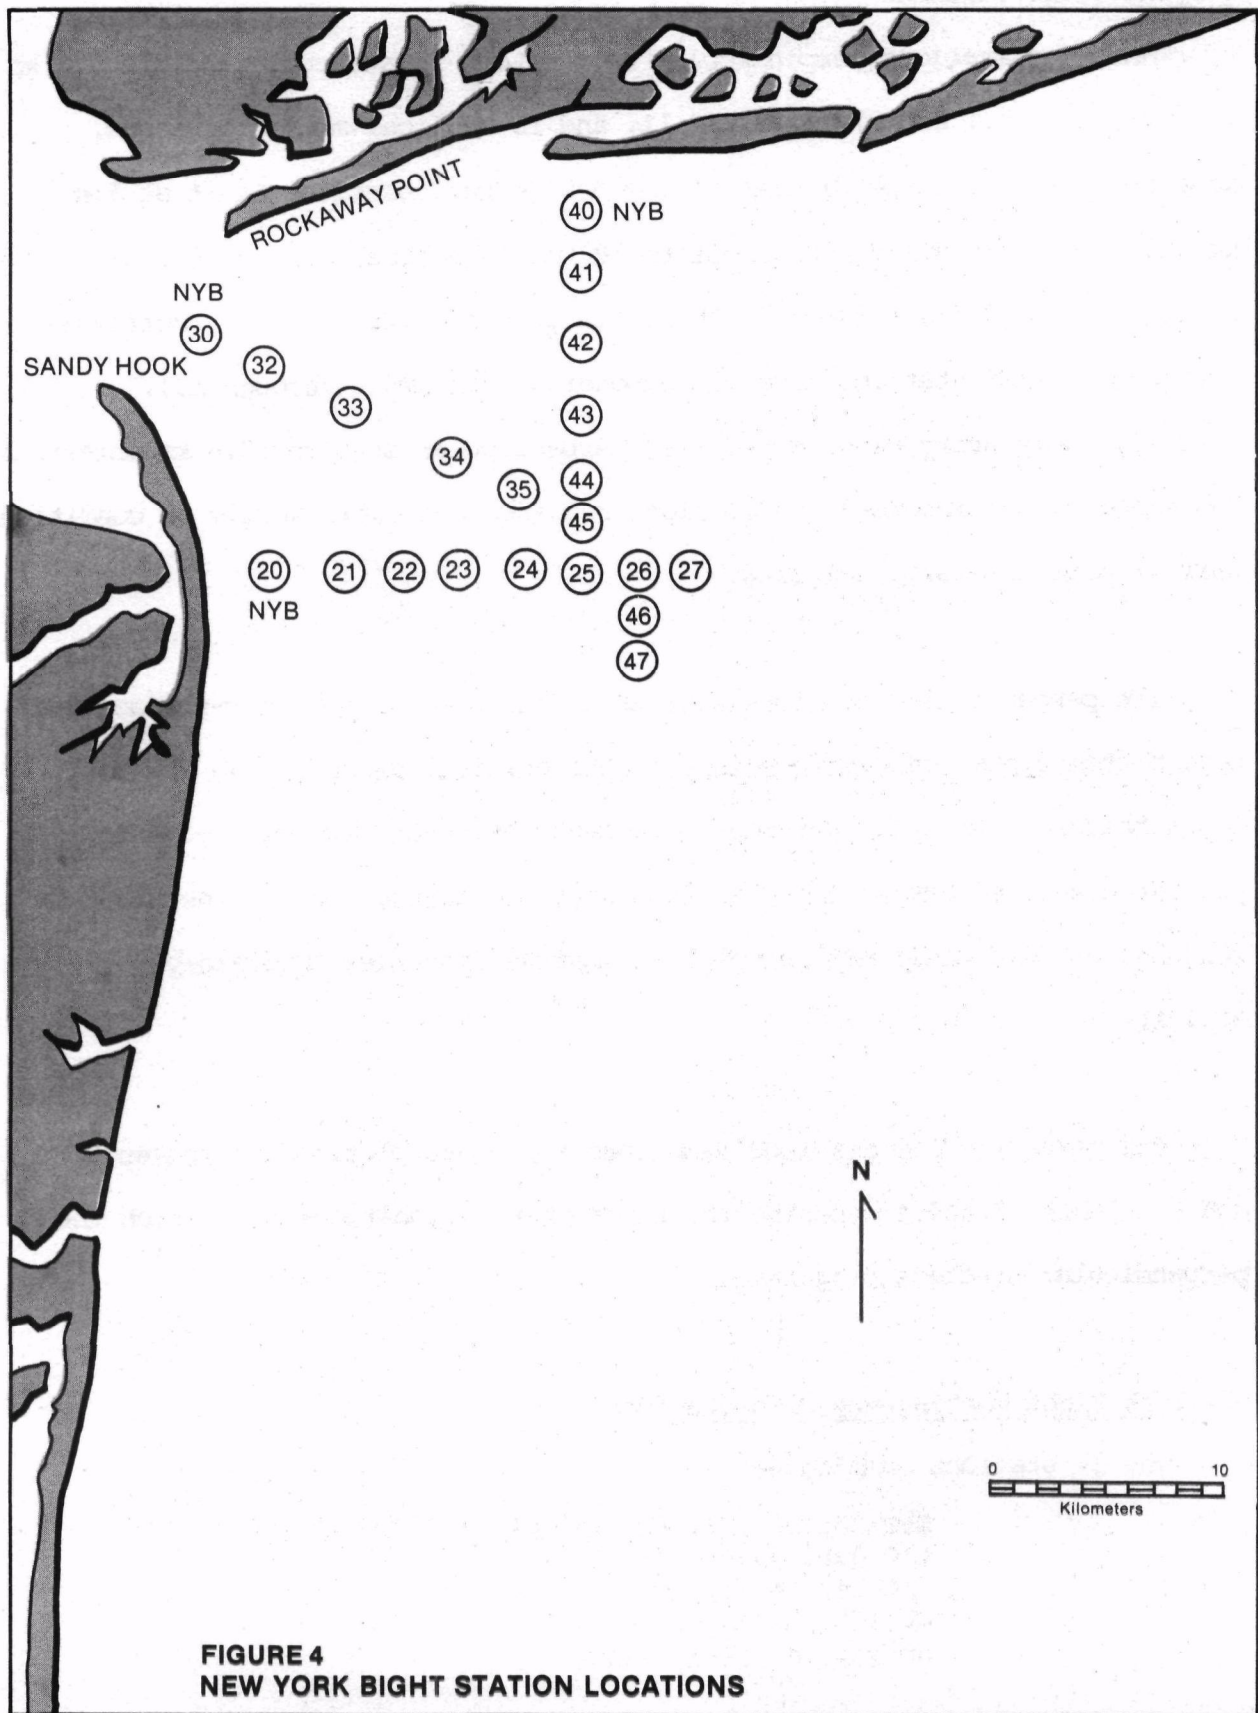 ROCKAWAY POINT
40 NYB
41
NYB
30
42
SANDY HOOK
32
33
43
34
44
35
45
20 21 22 23 24 25 26 27
NYB
46
47
N
0 10
Kilometers
FIGURE 4
NEW YORK BIGHT STATION LOCATIONS